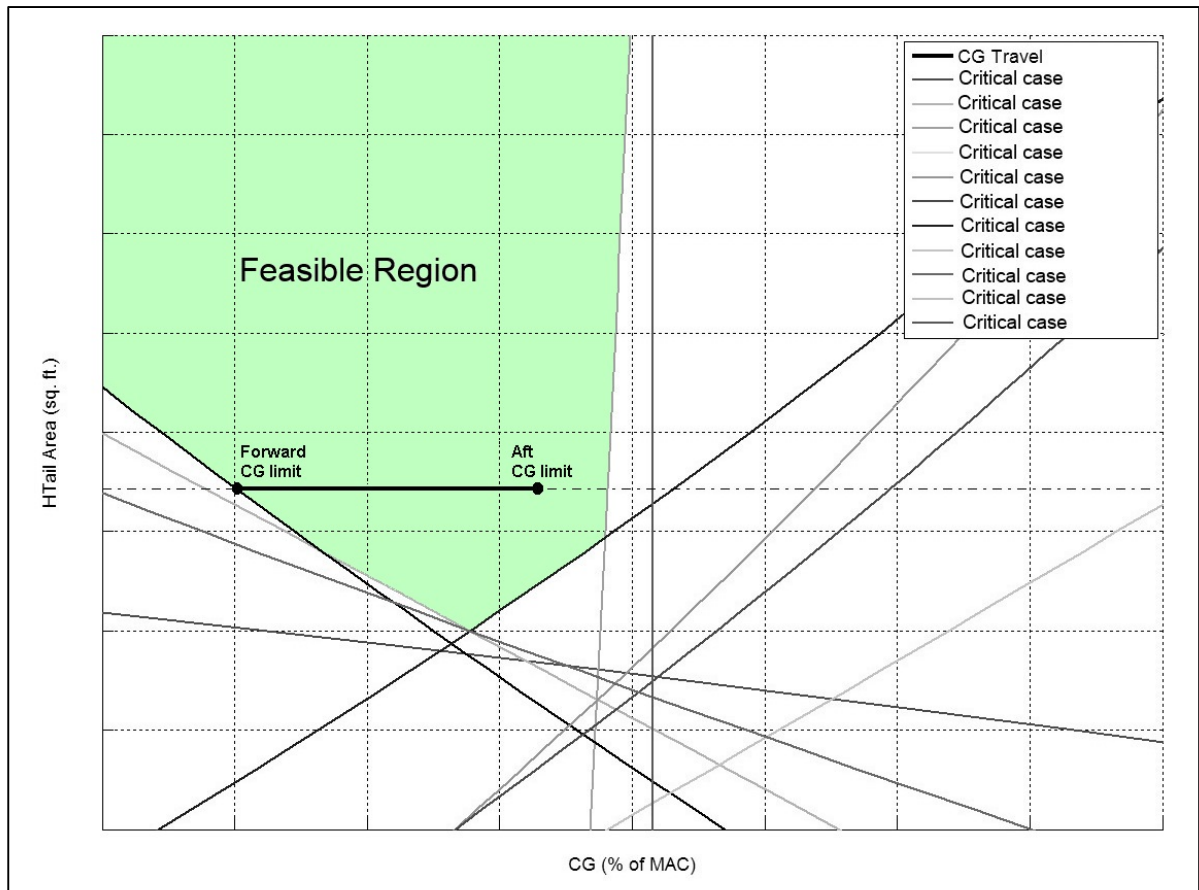 CG Travel
Critical case
Critical case
Critical case
Critical case
Critical case
Critical case
Critical case
Critical case
Critical case
Critical case
Critical case
Feasible Region
Forward
CG limit
Aft
CG limit
HTail Area (sq. ft.)
CG (% of MAC)